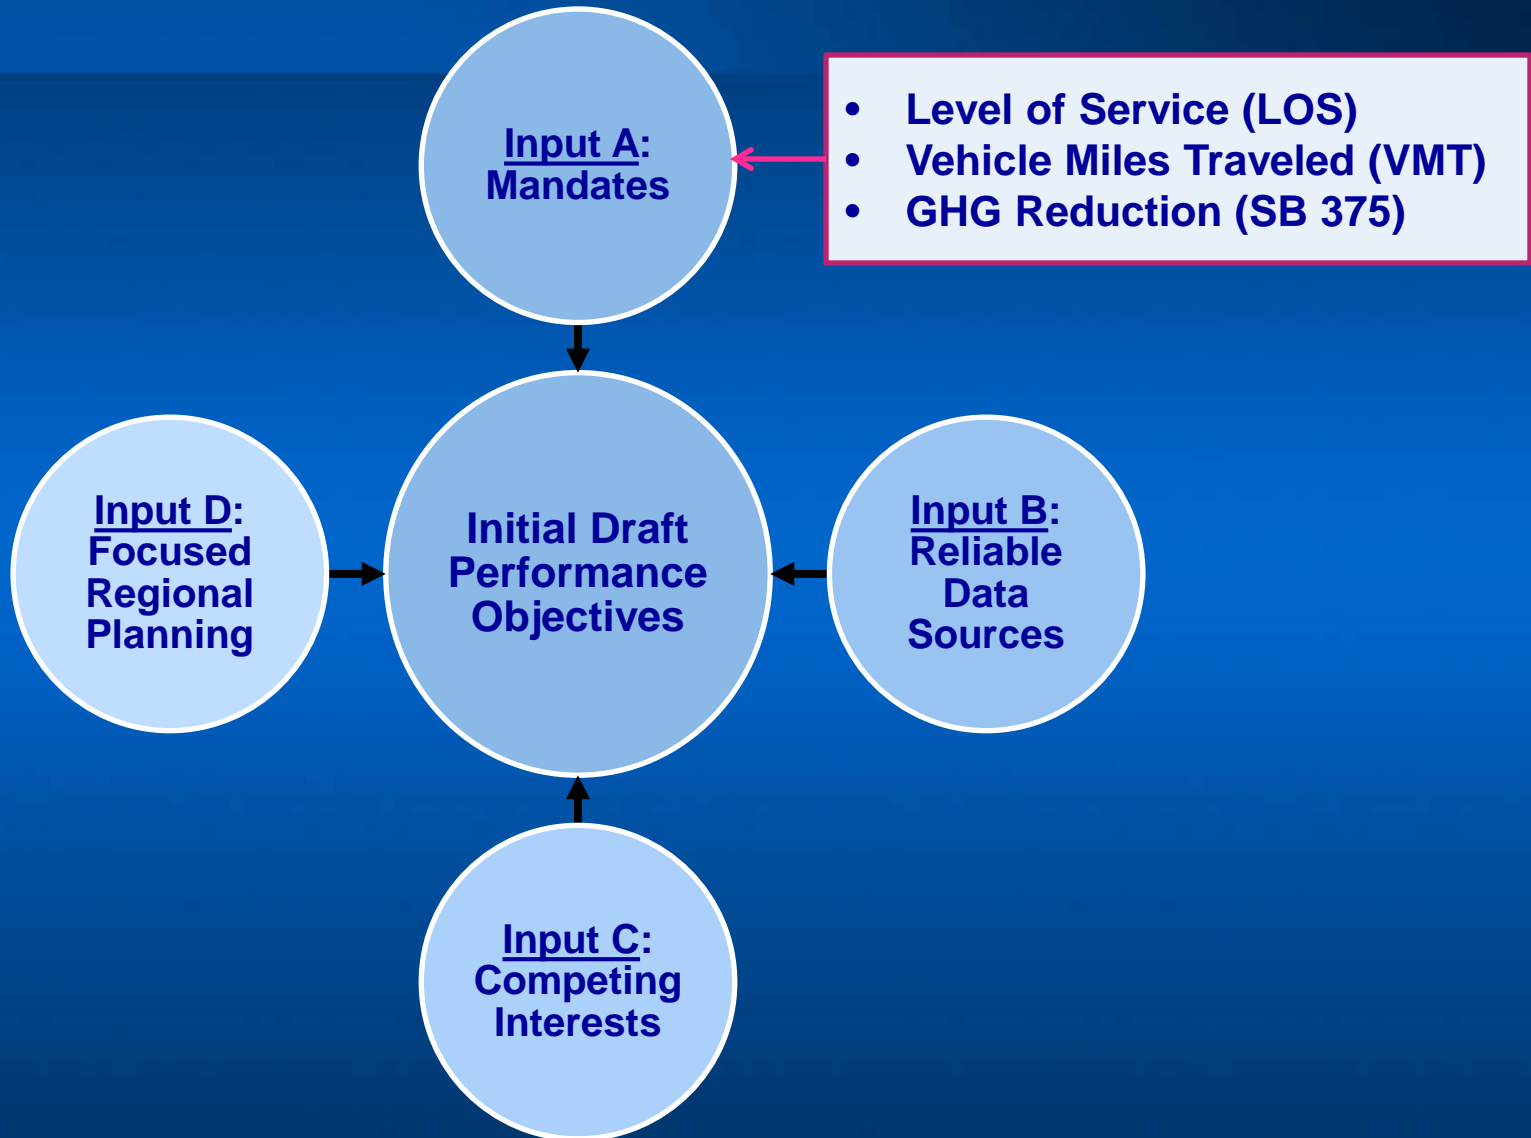 Input A:
Mandates
• Level of Service (LOS)
• Vehicle Miles Traveled (VMT)
• GHG Reduction (SB 375)
Input D:
Focused
Regional
Planning
Initial Draft
Performance
Objectives
Input B:
Reliable
Data
Sources
Input C:
Competing
Interests